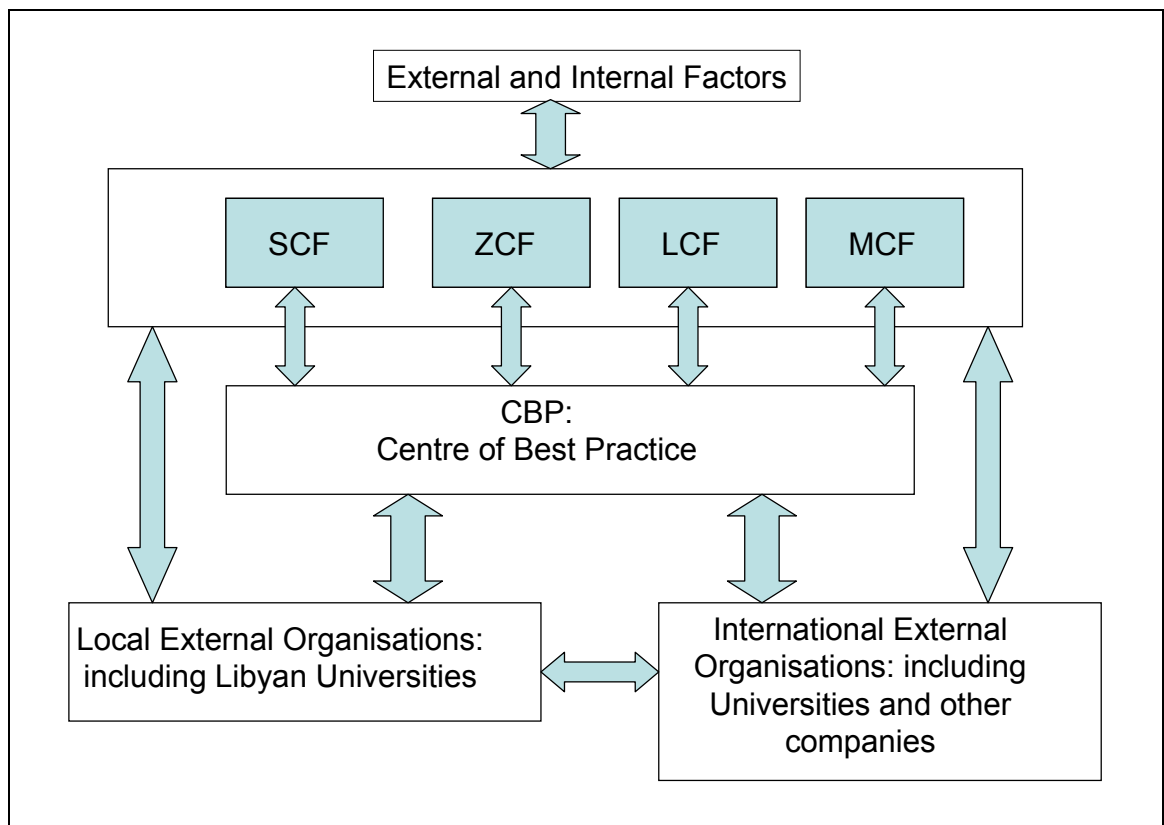 External and Internal Factors
SCF
ZCF
LCF
MCF
CBP:
Centre of Best Practice
Local External Organisations:
including Libyan Universities
International External
Organisations: including
Universities and other
companies